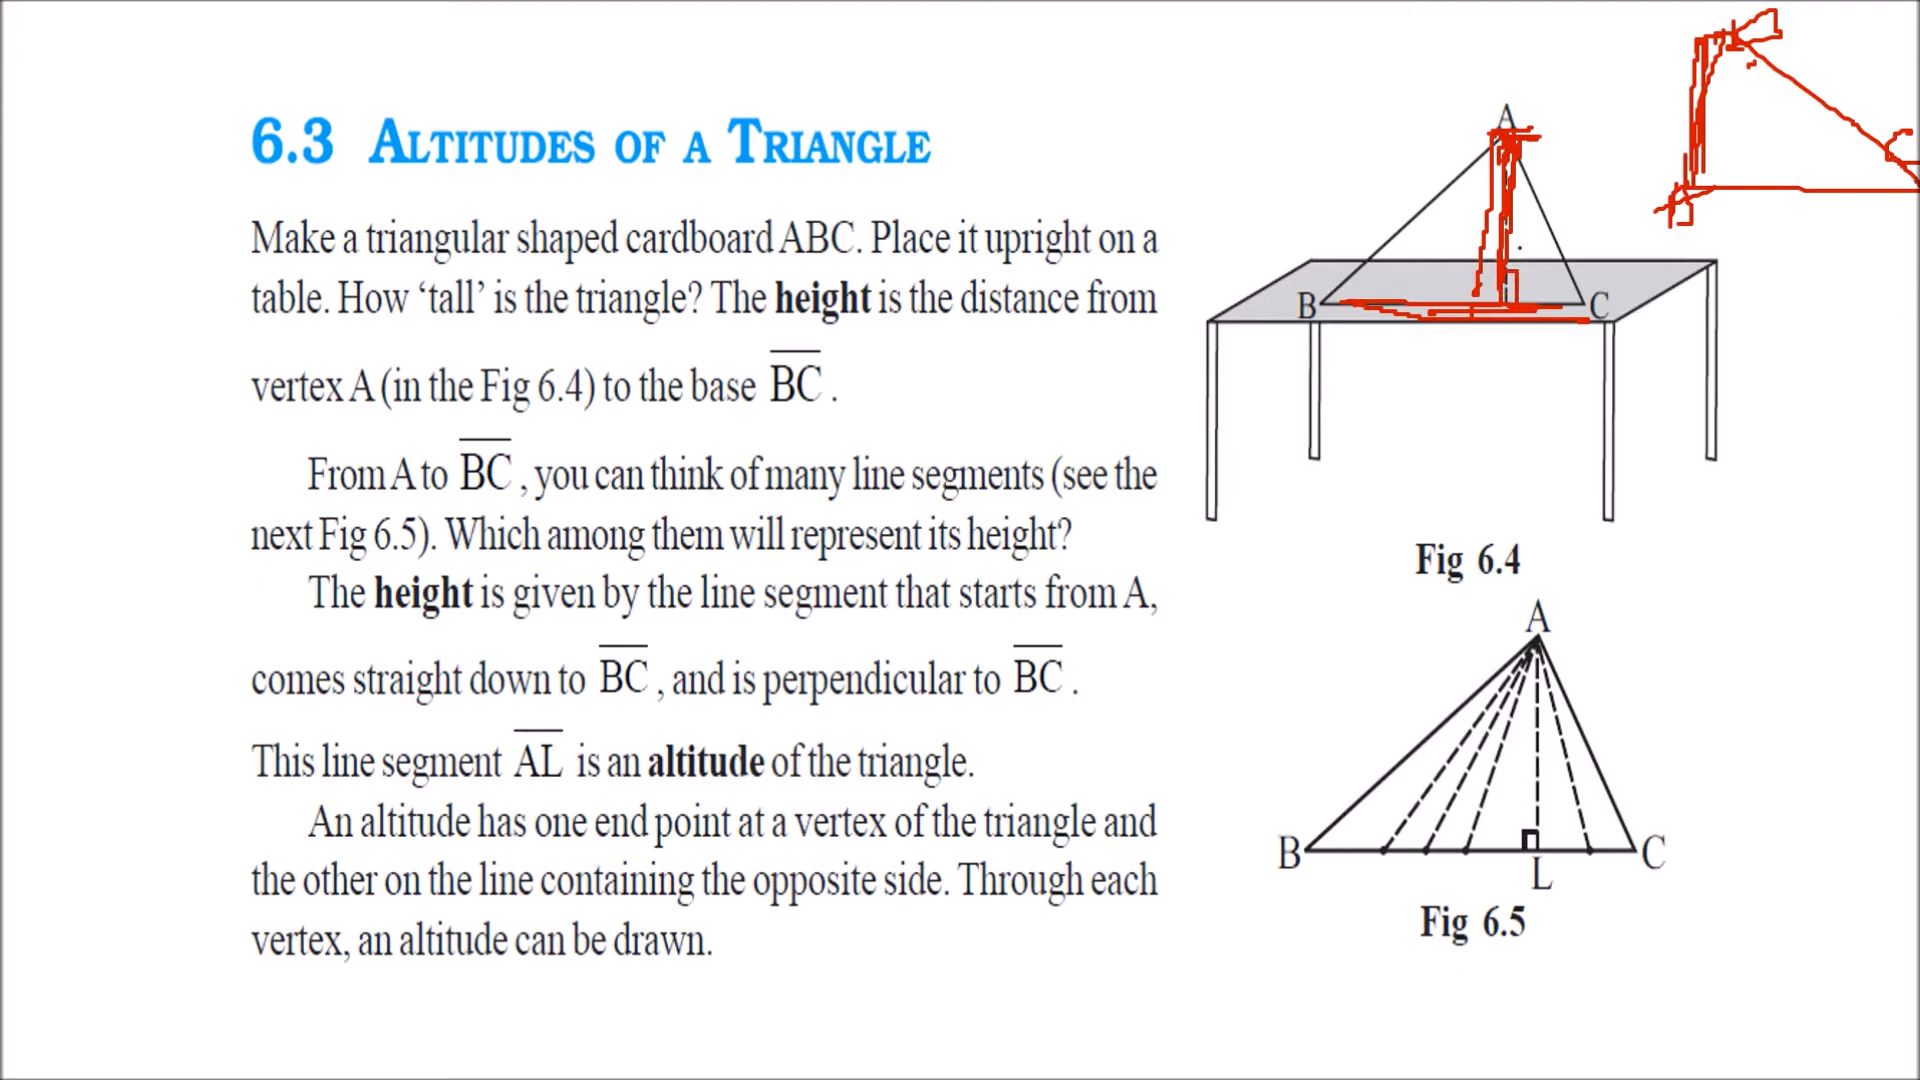 6.3 ALTITUDES OF A TRIANGLE
Make a triangular shaped cardboard ABC. Place it upright on a
table. How ‘tall’ is the triangle? The height is the distance from
vertex A (in the Fig 6.4) to the base BC .
From A to BC , you can think of many line segments (see the
next Fig 6.5). Which among them will represent its height?
The height is given by the line segment that starts from A,
comes straight down to BC , and is perpendicular to BC .
This line segment AL is an altitude of the triangle.
An altitude has one end point at a vertex of the triangle and
the other on the line containing the opposite side. Through each
vertex, an altitude can be drawn.
A
B
C
Fig 6.4
A
B
C
L
Fig 6.5